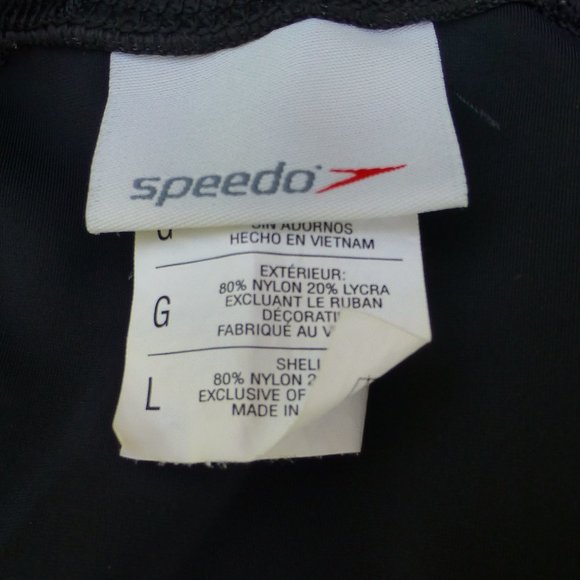 speedo
SIN ADORNOS
HECHO EN VIETNAM
EXTÉRIEUR:
G
80% NYLON 20% LYCRA
EXCLUANT LE RUBAN
DÉCORATI
FABRIQUÉ AU V
SHELL
L
80% NYLON 2
EXCLUSIVE OF
MADE IN